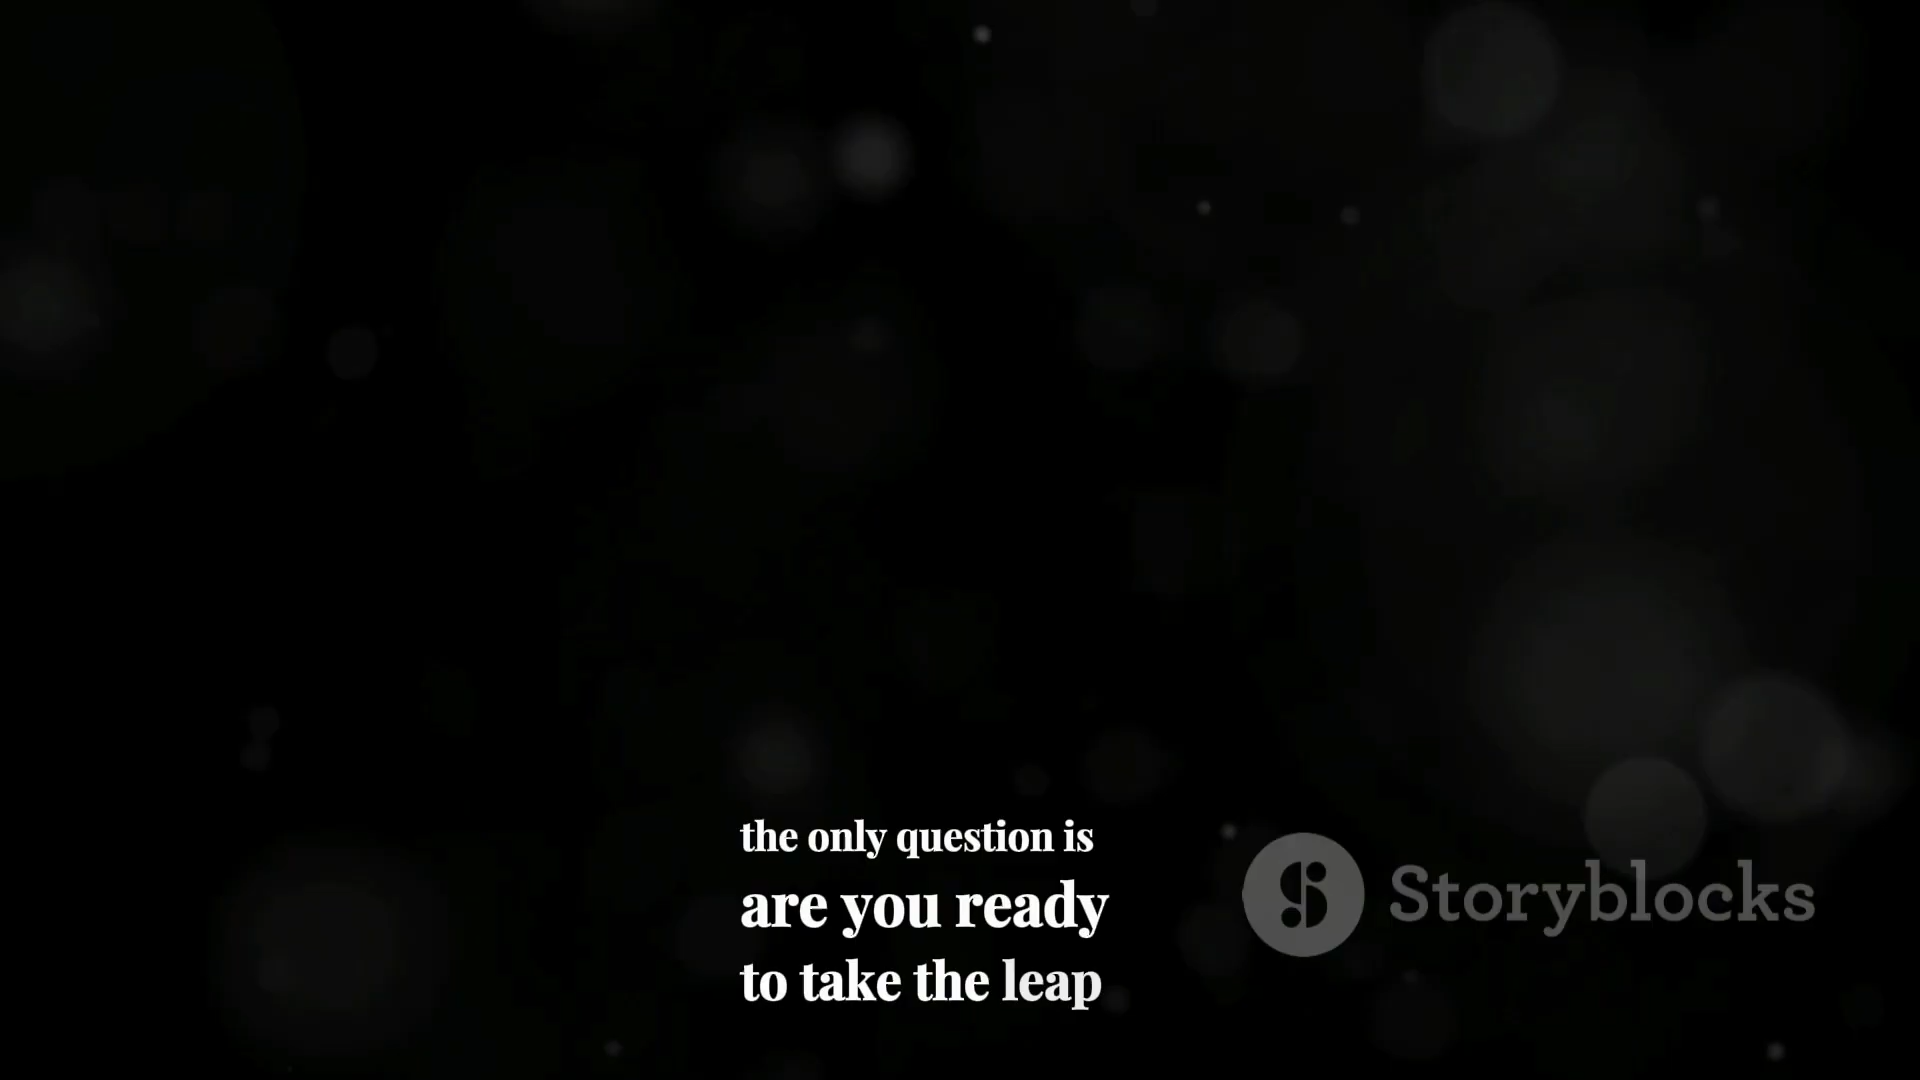 the only question is
are you ready
to take the leap
Storyblocks